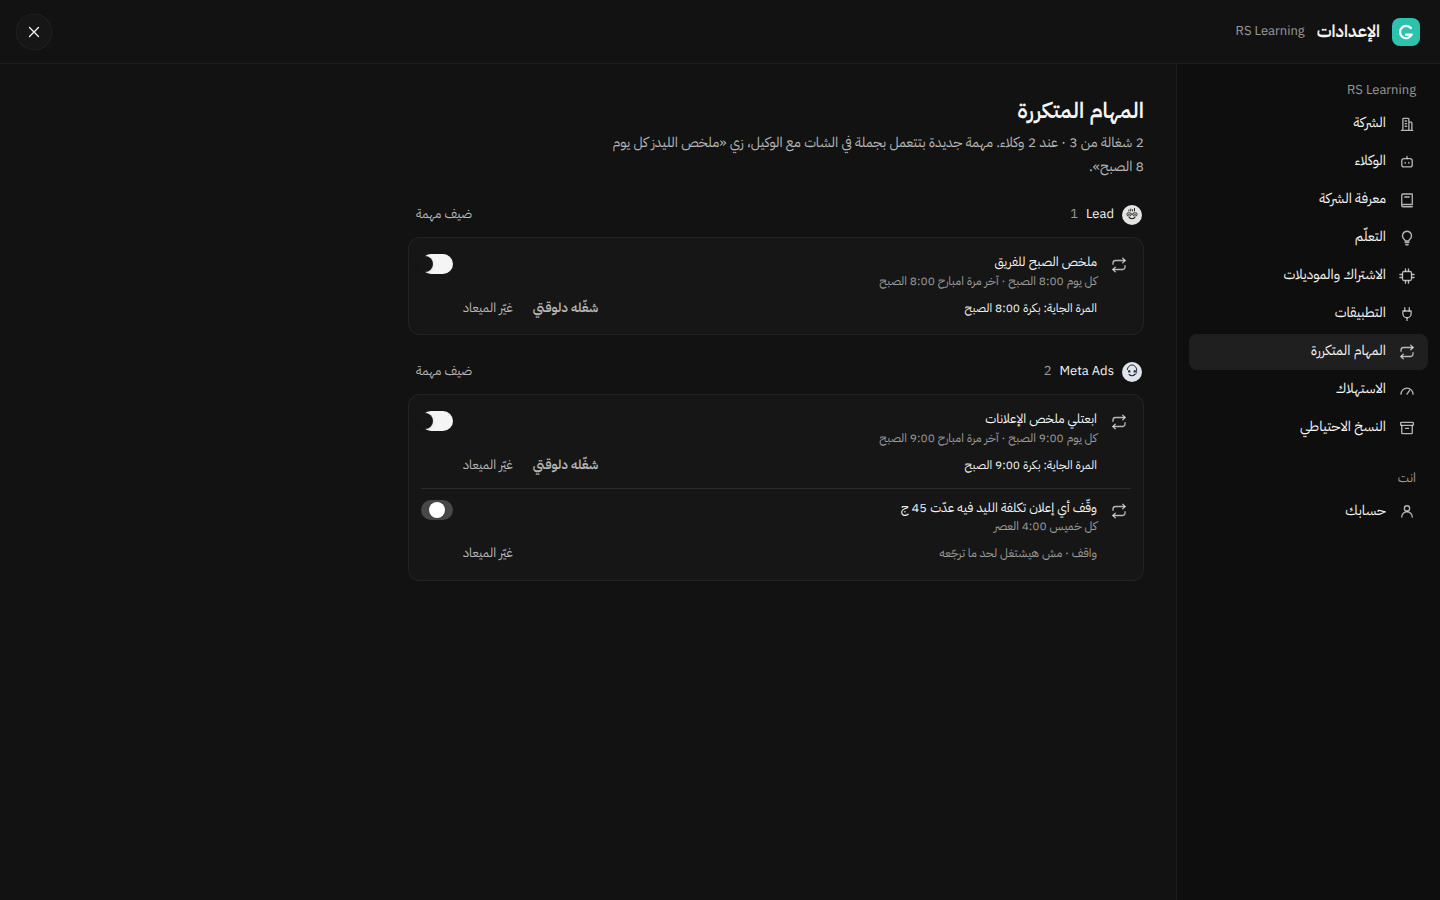 الإعدادات RS Learning
RS Learning
الشركة
الوكلاء
معرفة الشركة
التعلّم
الاشتراك والموديلات
التطبيقات
المهام المتكررة
الاستهلاك
النسخ الاحتياطي
انت
حسابك
المهام المتكررة
2 شغالة من 3 · عند 2 وكلاء. مهمة جديدة بتتعمل بجملة في الشات مع الوكيل، زي «ملخص الليدز كل يوم
8 الصبح».
Lead 1 ضيف مهمة
ملخص الصبح للفريق
كل يوم 8:00 الصبح · آخر مرة امبارح 8:00 الصبح
المرة الجاية: بكرة 8:00 الصبح شغّله دلوقتي غيّر الميعاد
Meta Ads 2 ضيف مهمة
ابعتلي ملخص الإعلانات
كل يوم 9:00 الصبح · آخر مرة امبارح 9:00 الصبح
المرة الجاية: بكرة 9:00 الصبح شغّله دلوقتي غيّر الميعاد
وقّف أي إعلان تكلفة الليد فيه عدّت 45 ج
كل خميس 4:00 العصر
واقف · مش هيشتغل لحد ما ترجّعه غيّر الميعاد